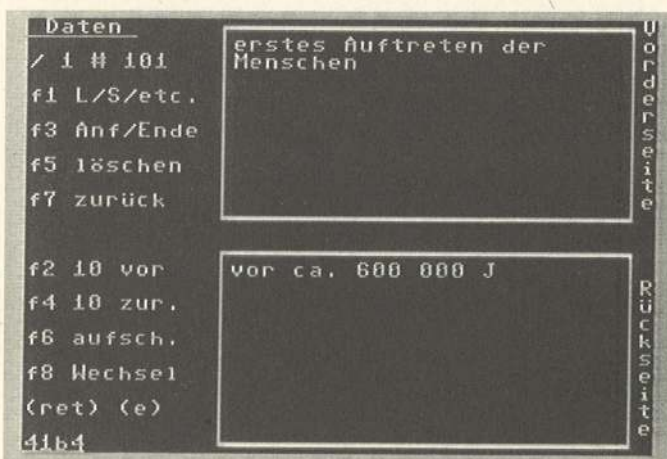 Daten
/ 1 # 101
f1 L/S/etc.
f3 Anf/Ende
f5 löschen
f7 zurück
erstes Auftreten der
Menschen
Vorderseite
f2 10 vor
f4 10 zur.
f6 aufsch.
f8 Wechsel
(ret) (e)
41b4
vor ca. 600 000 J
Rückseite